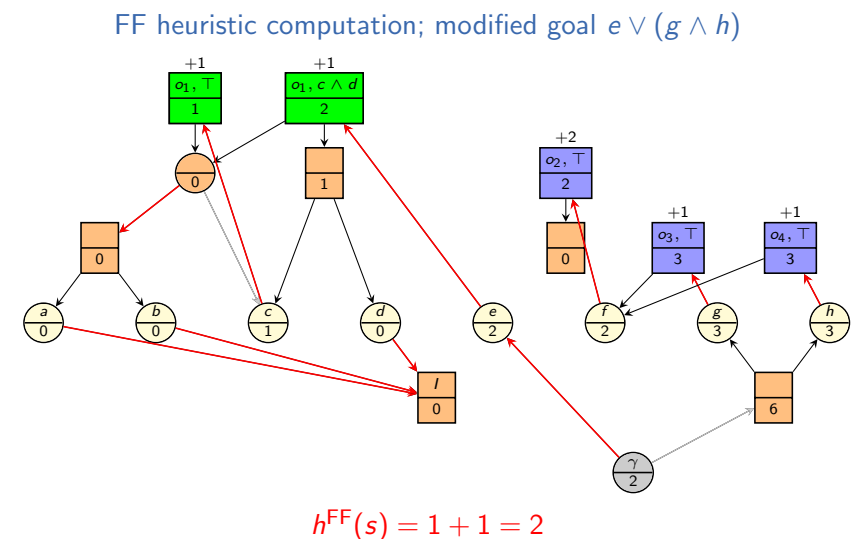 FF heuristic computation; modified goal e ∨ (g ∧ h)
+1 +1
o₁, ⊤ o₁, c ∧ d
1 2
+2
o₂, ⊤
0 1 2
+1 +1
o₃, ⊤ o₄, ⊤
0 0 3 3
a b c d e f g h
0 0 1 0 2 2 3 3
I
0 6
γ
2
h^FF(s) = 1 + 1 = 2